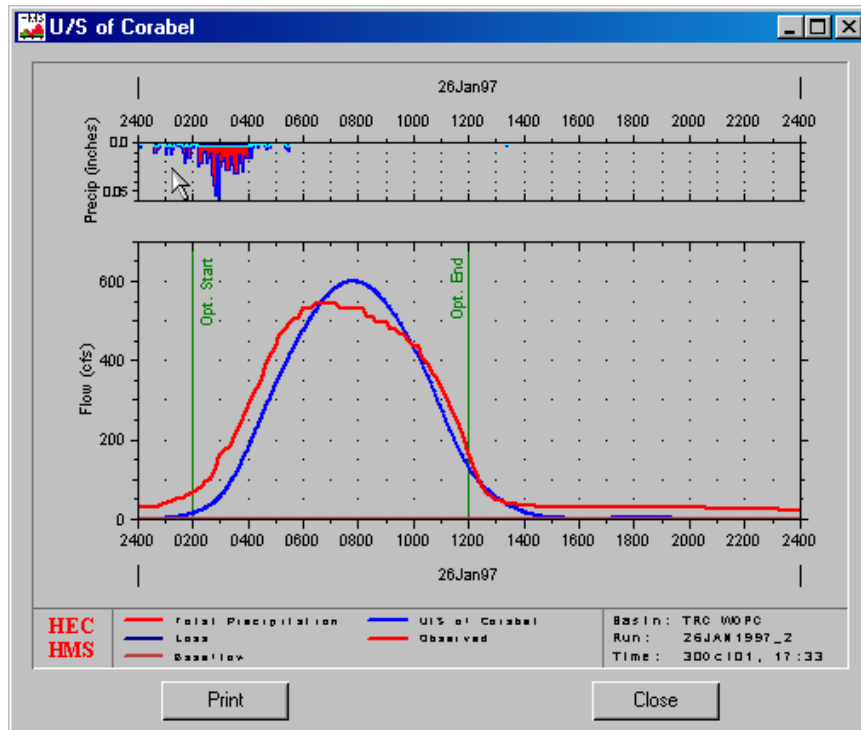 U/S of Corabel
26Jan97
2400 0200 0400 0600 0800 1000 1200 1400 1600 1800 2000 2200 2400
Precip (inches)
0.0
0.05
Flow (cfs)
600
400
200
0
Opt. Start
Opt. End
2400 0200 0400 0600 0800 1000 1200 1400 1600 1800 2000 2200 2400
26Jan97
HEC
HMS
Total Precipitation
Loss
Baseflow
U/S of Corabel
Observed
Basin: TRC WOPC
Run: 26JAN1997_2
Time: 30Oct01, 17:33
Print
Close